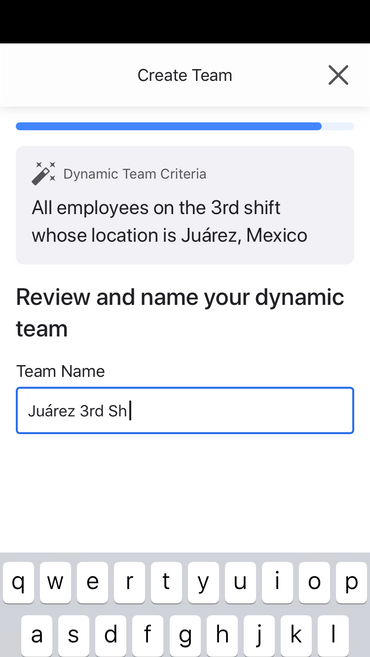 Create Team
Dynamic Team Criteria
All employees on the 3rd shift
whose location is Juárez, Mexico
Review and name your dynamic
team
Team Name
Juárez 3rd Sh
q w e r t y u i o p
a s d f g h j k l